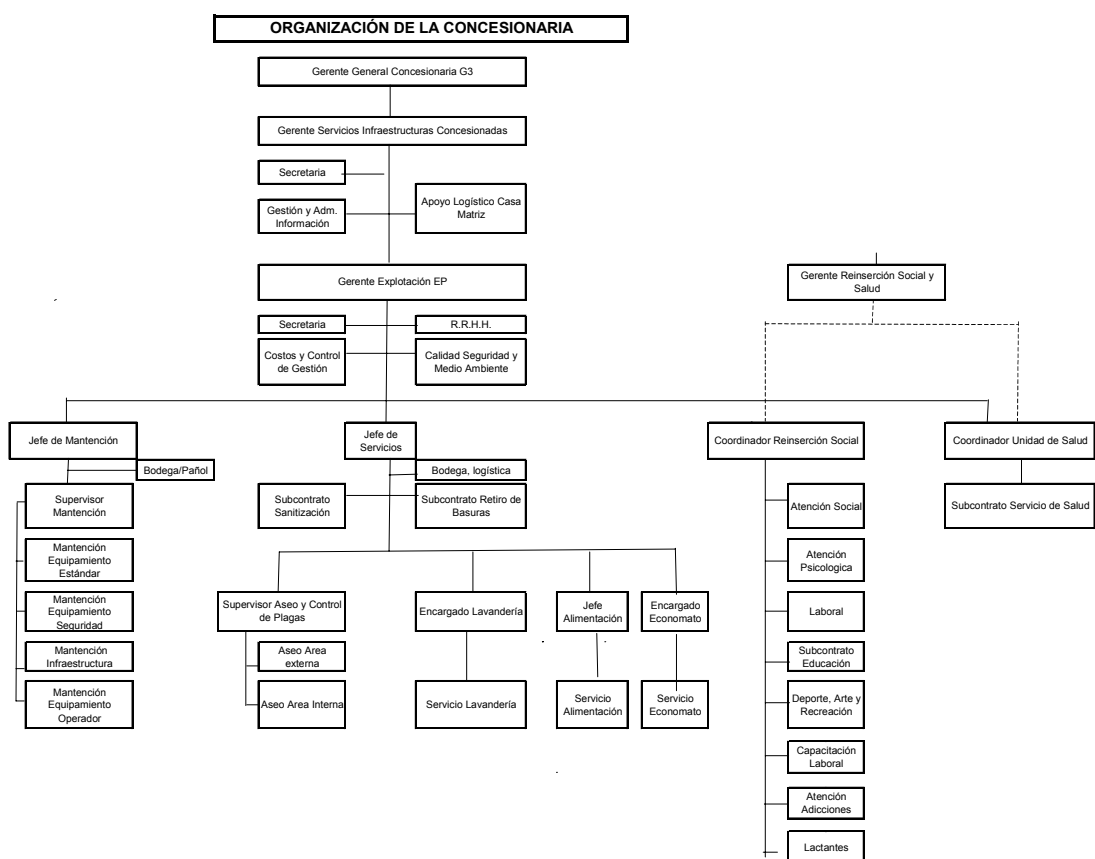 ORGANIZACIÓN DE LA CONCESIONARIA
Gerente General Concesionaria G3
Gerente Servicios Infraestructuras Concesionadas
Secretaria
Gestión y Adm.
Información
Apoyo Logístico Casa
Matriz
Gerente Explotación EP
Gerente Reinserción Social y
Salud
Secretaria
R.R.H.H.
Costos y Control
de Gestión
Calidad Seguridad y
Medio Ambiente
Jefe de Mantención
Jefe de
Servicios
Coordinador Reinserción Social
Coordinador Unidad de Salud
Bodega/Pañol
Bodega, logística
Supervisor
Mantención
Mantención
Equipamiento
Estándar
Mantención
Equipamiento
Seguridad
Mantención
Infraestructura
Mantención
Equipamiento
Operador
Subcontrato
Sanitización
Subcontrato Retiro de
Basuras
Supervisor Aseo y Control
de Plagas
Aseo Area
externa
Aseo Area Interna
Encargado Lavandería
Servicio Lavandería
Jefe
Alimentación
Servicio
Alimentación
Encargado
Economato
Servicio
Economato
Atención Social
Atención
Psicologica
Laboral
Subcontrato
Educación
Deporte, Arte y
Recreación
Capacitación
Laboral
Atención
Adicciones
Lactantes
Subcontrato Servicio de Salud